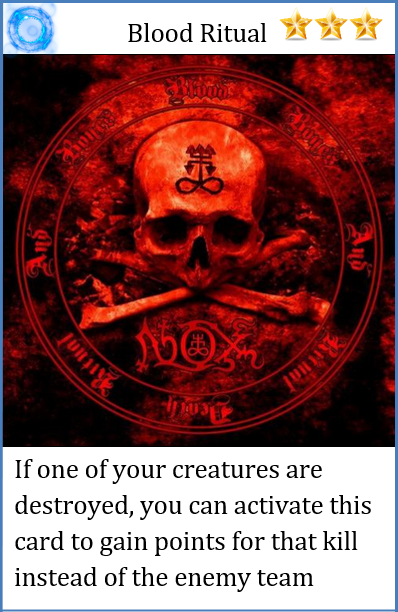 Blood Ritual
Blood
Honor
And
Ritual
Death
Ritual
And
Bones
If one of your creatures are
destroyed, you can activate this
card to gain points for that kill
instead of the enemy team